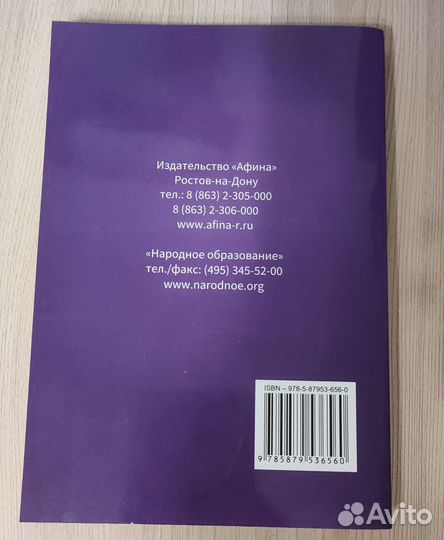 Издательство «Афина»
Ростов-на-Дону
тел.: 8 (863) 2-305-000
8 (863) 2-306-000
www.afina-r.ru
«Народное образование»
тел./факс: (495) 345-52-00
www.narodnoe.org
ISBN – 978-5-87953-656-0
9 785879 536560
Avito